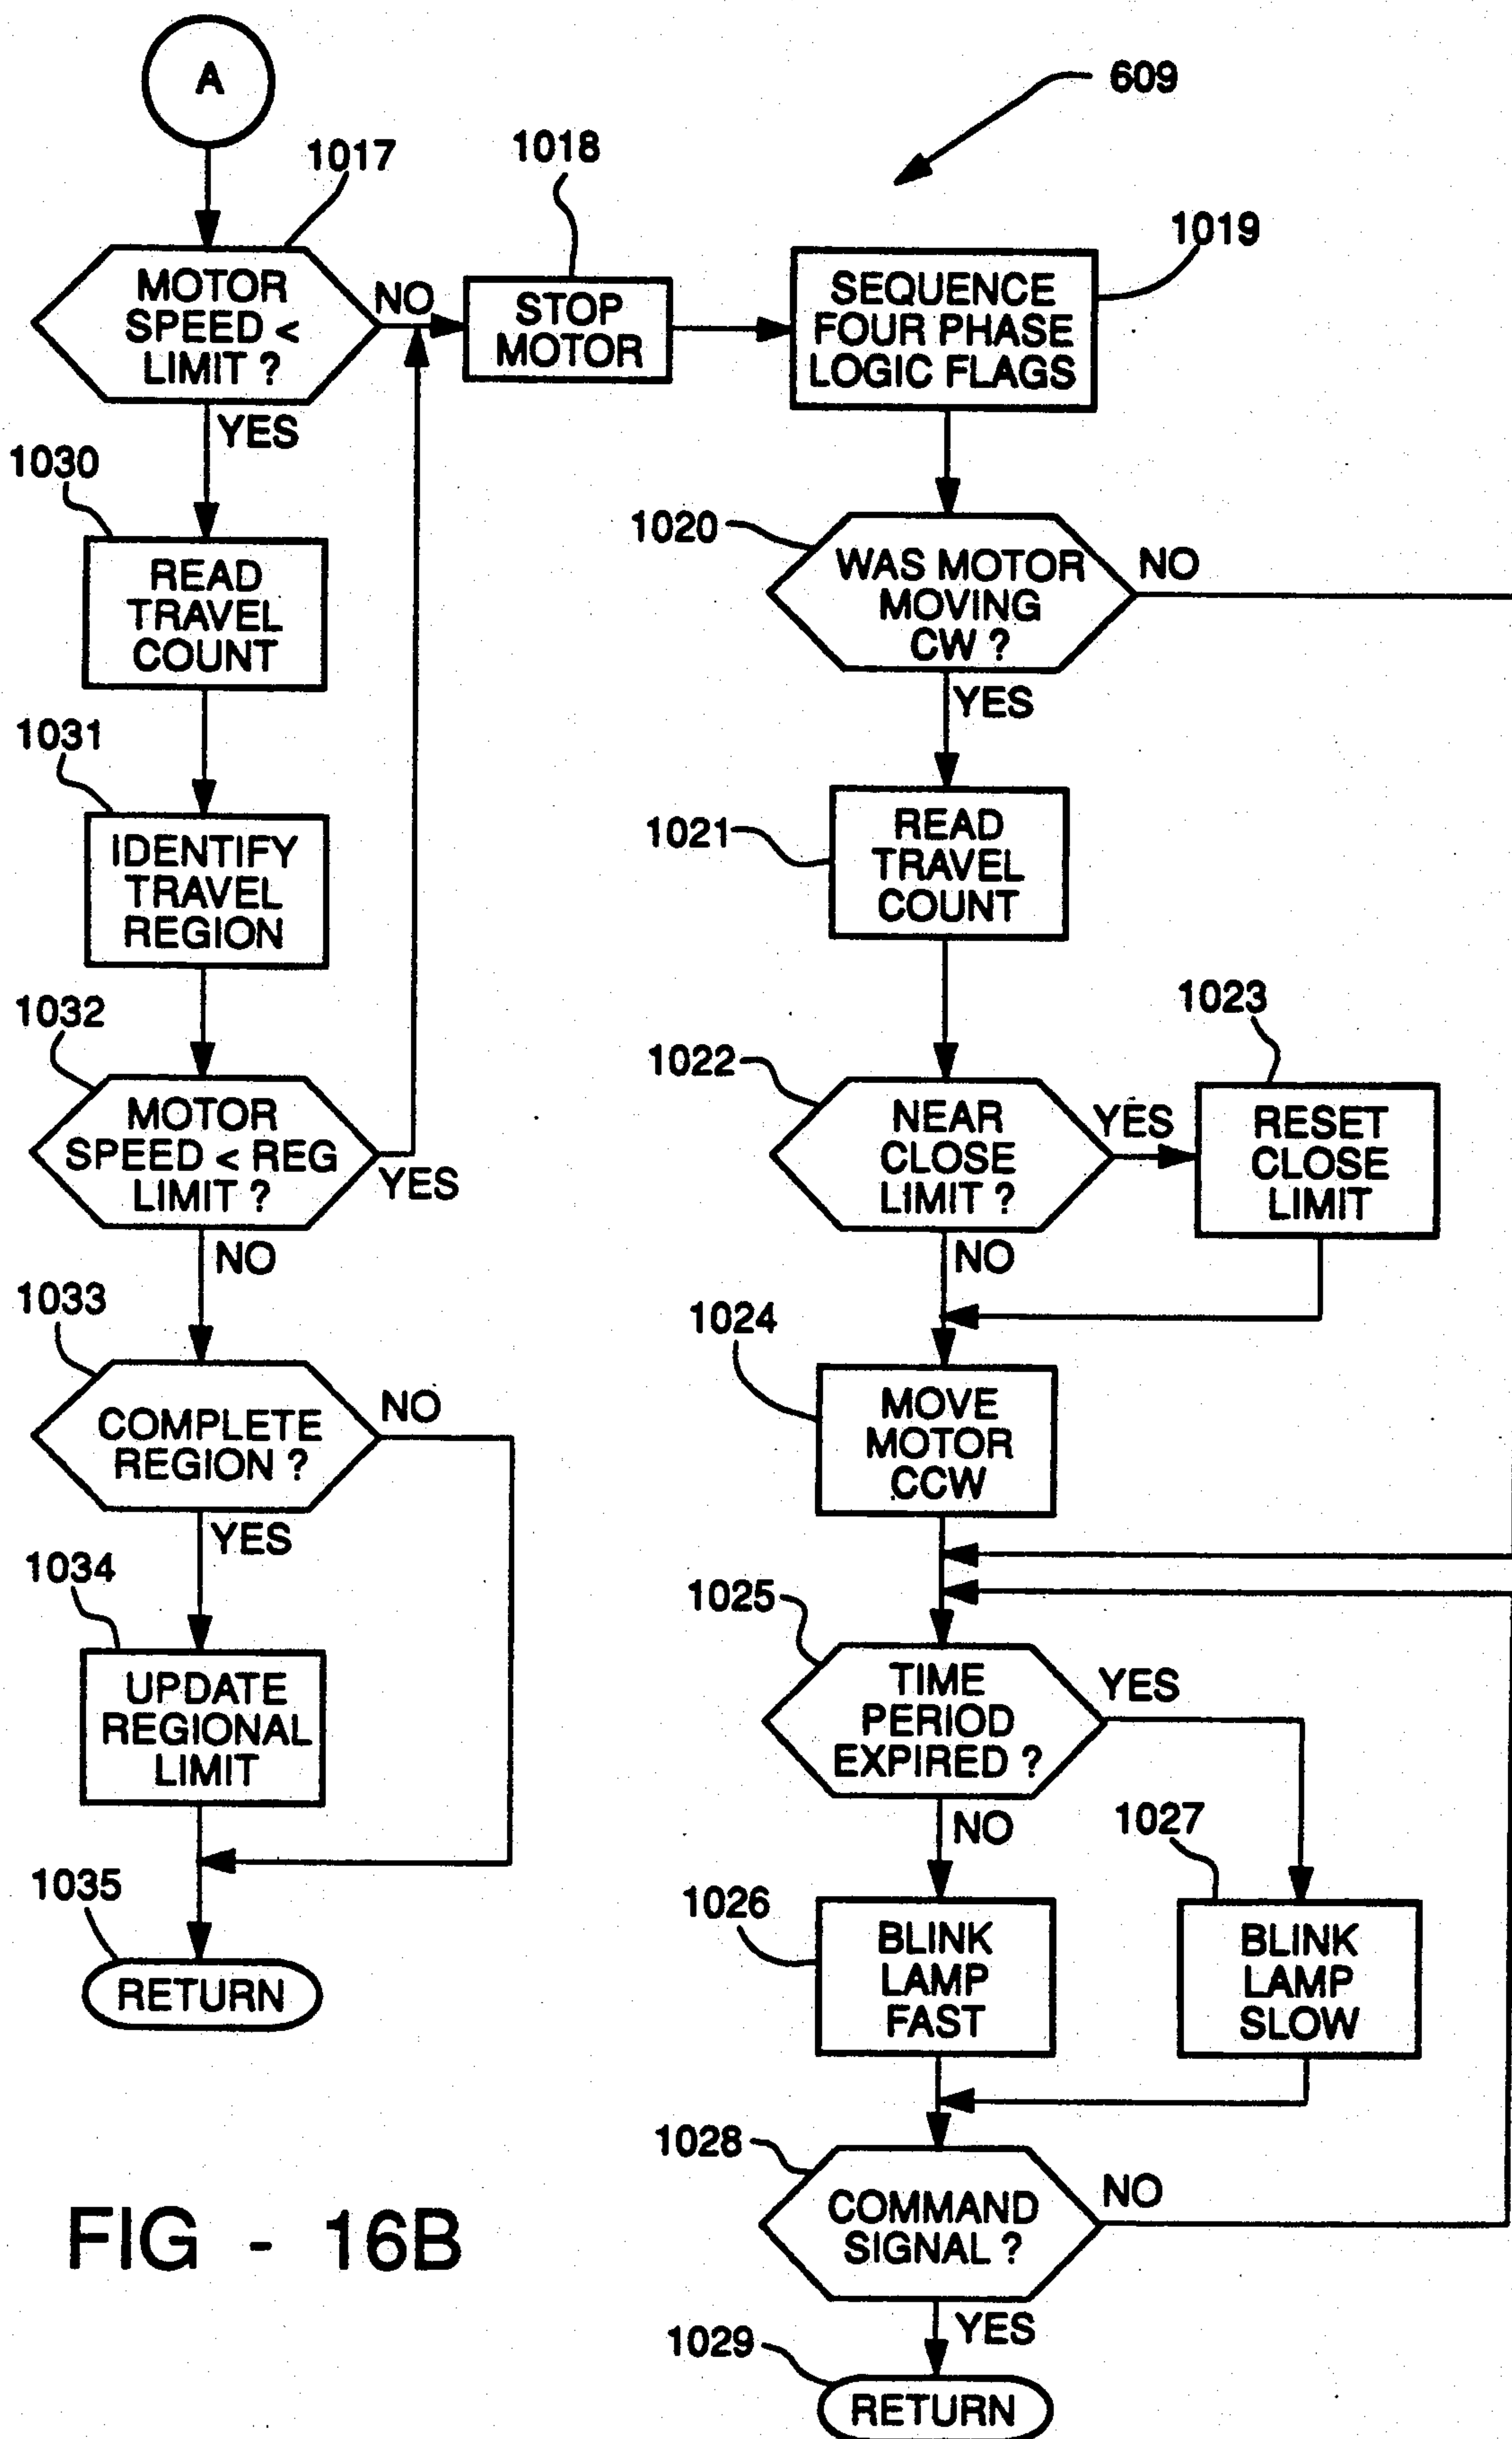 A
609
1017
1018
1019
MOTOR
SPEED <
LIMIT ?
NO
STOP
MOTOR
SEQUENCE
FOUR PHASE
LOGIC FLAGS
YES
1030
READ
TRAVEL
COUNT
1031
IDENTIFY
TRAVEL
REGION
1032
MOTOR
SPEED < REG
LIMIT ?
YES
NO
1033
COMPLETE
REGION ?
NO
YES
1034
UPDATE
REGIONAL
LIMIT
1035
RETURN
1020
WAS MOTOR
MOVING
CW ?
NO
YES
1021
READ
TRAVEL
COUNT
1022
NEAR
CLOSE
LIMIT ?
YES
1023
RESET
CLOSE
LIMIT
NO
1024
MOVE
MOTOR
CCW
1025
TIME
PERIOD
EXPIRED ?
YES
NO
1026
BLINK
LAMP
FAST
1027
BLINK
LAMP
SLOW
1028
COMMAND
SIGNAL ?
NO
YES
1029
RETURN
FIG - 16B